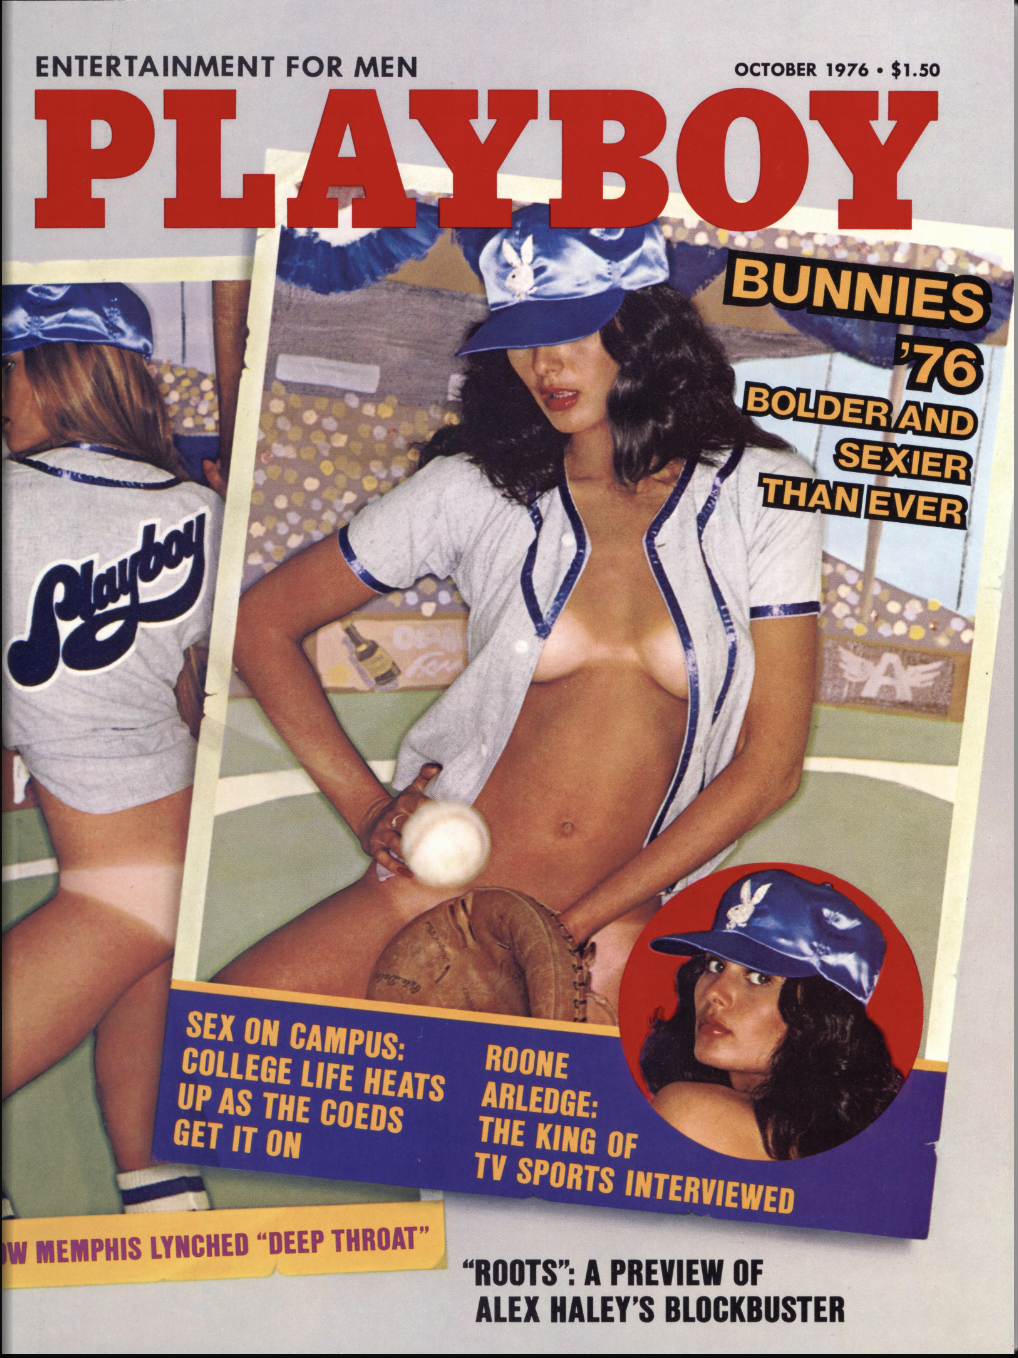 ENTERTAINMENT FOR MEN
OCTOBER 1976 • $1.50
PLAYBOY
BUNNIES
’76
BOLDER AND
SEXIER
THAN EVER
Playboy
A
SEX ON CAMPUS:
COLLEGE LIFE HEATS
UP AS THE COEDS
GET IT ON
ROONE
ARLEDGE:
THE KING OF
TV SPORTS INTERVIEWED
OW MEMPHIS LYNCHED “DEEP THROAT”
“ROOTS”: A PREVIEW OF
ALEX HALEY’S BLOCKBUSTER